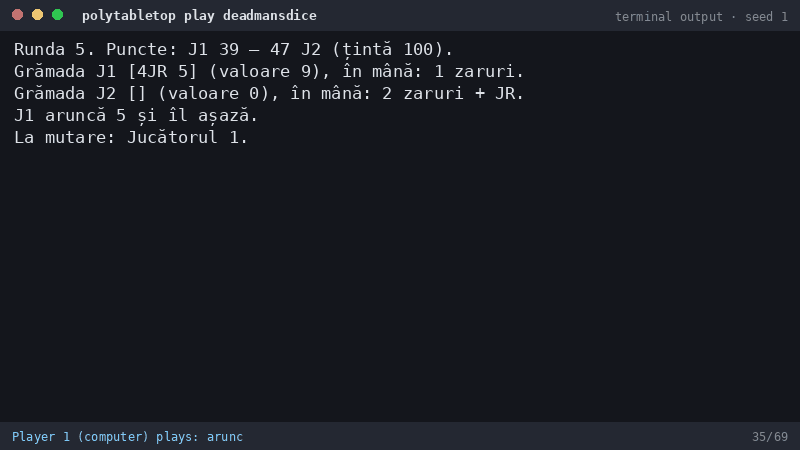 polytabletop play deadmansdice
terminal output · seed 1
Runda 5. Puncte: J1 39 — 47 J2 (țintă 100).
Grămada J1 [4JR 5] (valoare 9), în mână: 1 zaruri.
Grămada J2 [] (valoare 0), în mână: 2 zaruri + JR.
J1 aruncă 5 și îl așază.
La mutare: Jucătorul 1.
Player 1 (computer) plays: arunc
35/69